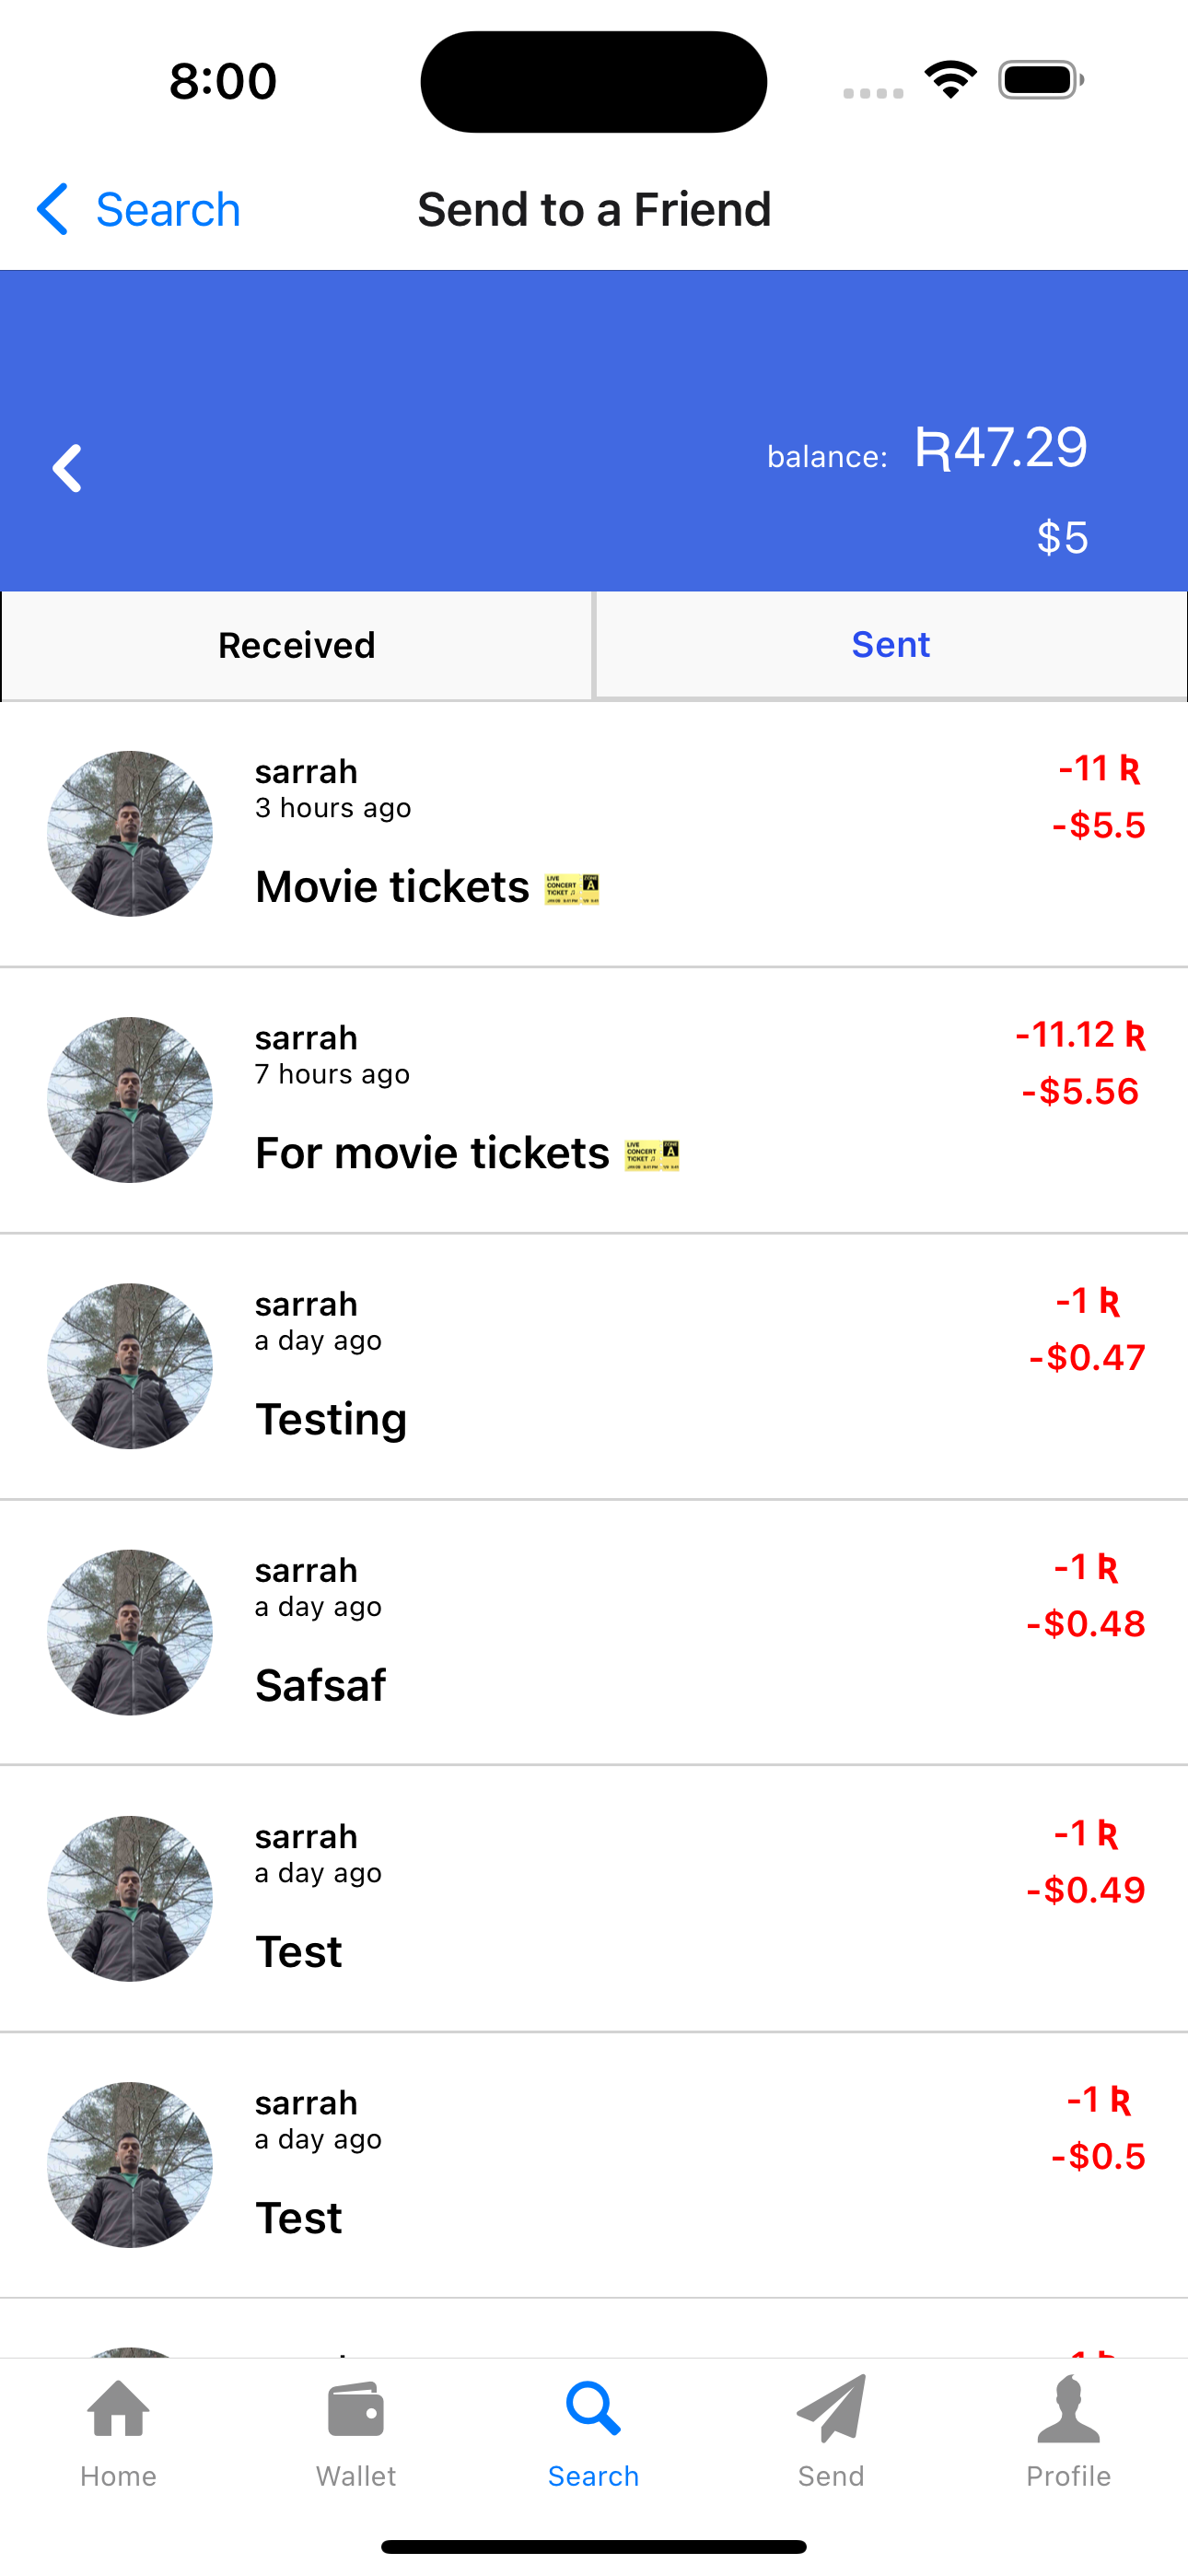 8:00
Search
Send to a Friend
balance: Ʀ47.29
$5
Received
Sent
sarrah
3 hours ago
-11 Ʀ
-$5.5
Movie tickets 🎫
sarrah
7 hours ago
-11.12 Ʀ
-$5.56
For movie tickets 🎫
sarrah
a day ago
-1 Ʀ
-$0.47
Testing
sarrah
a day ago
-1 Ʀ
-$0.48
Safsaf
sarrah
a day ago
-1 Ʀ
-$0.49
Test
sarrah
a day ago
-1 Ʀ
-$0.5
Test
Home
Wallet
Search
Send
Profile